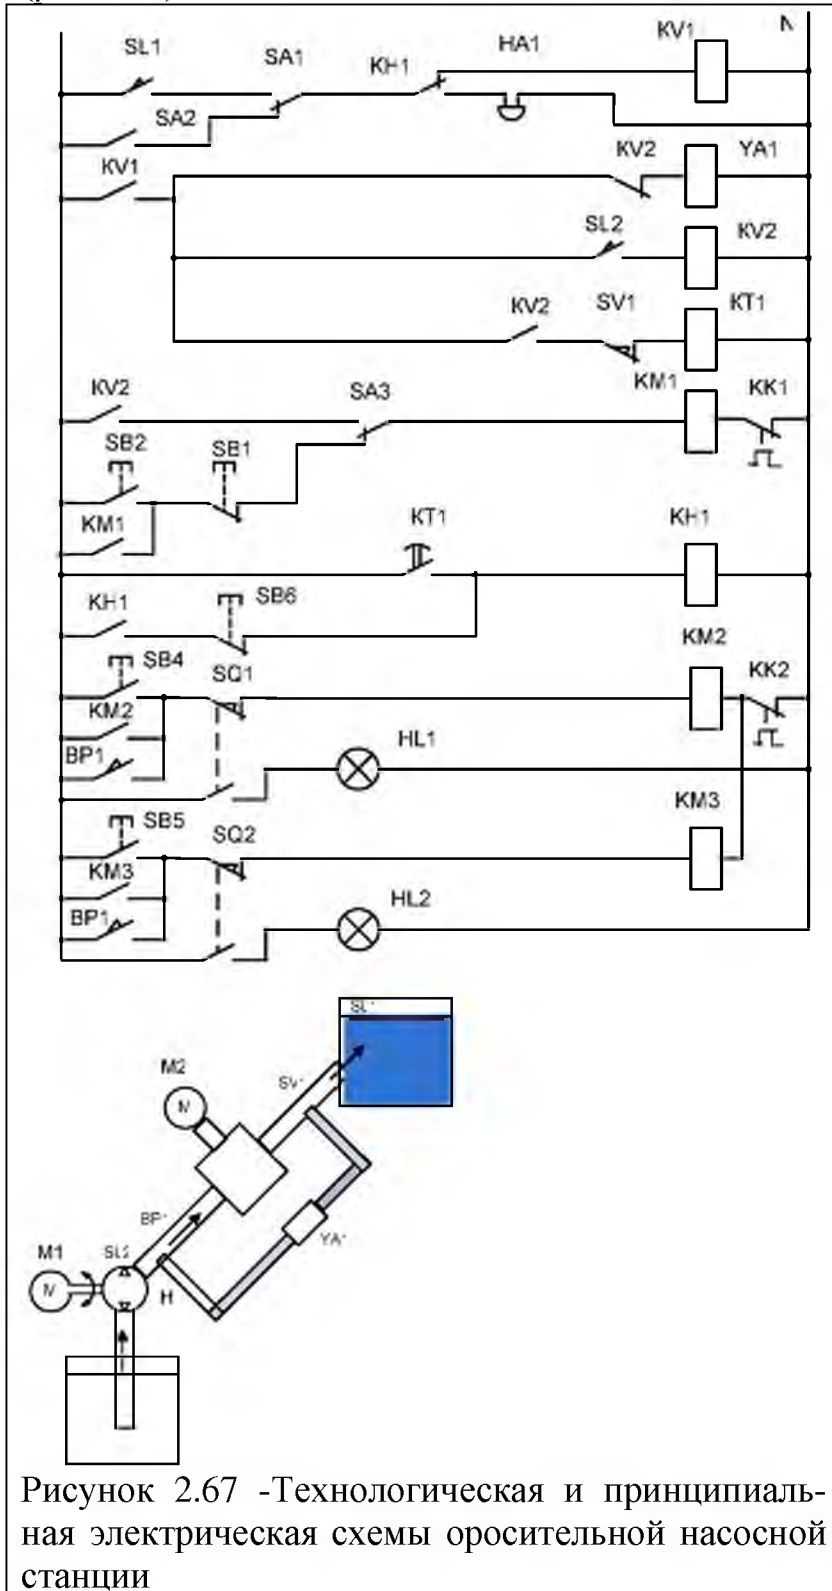 SL1 SA1 KH1 HA1 KV1 N
SA2
KV1 KV2 YA1
SL2 KV2
KV2 SV1 KT1
KV2 SA3 KM1 KK1
SB2 SB1
KM1 KT1 KH1
KH1 SB6
SB4 SQ1 KM2 KK2
KM2
BP1 HL1
KM3
SB5 SQ2
KM3
BP1 HL2
M2
M
M1 SL2 H
M
Рисунок 2.67 -Технологическая и принципиаль-
ная электрическая схемы оросительной насосной
станции